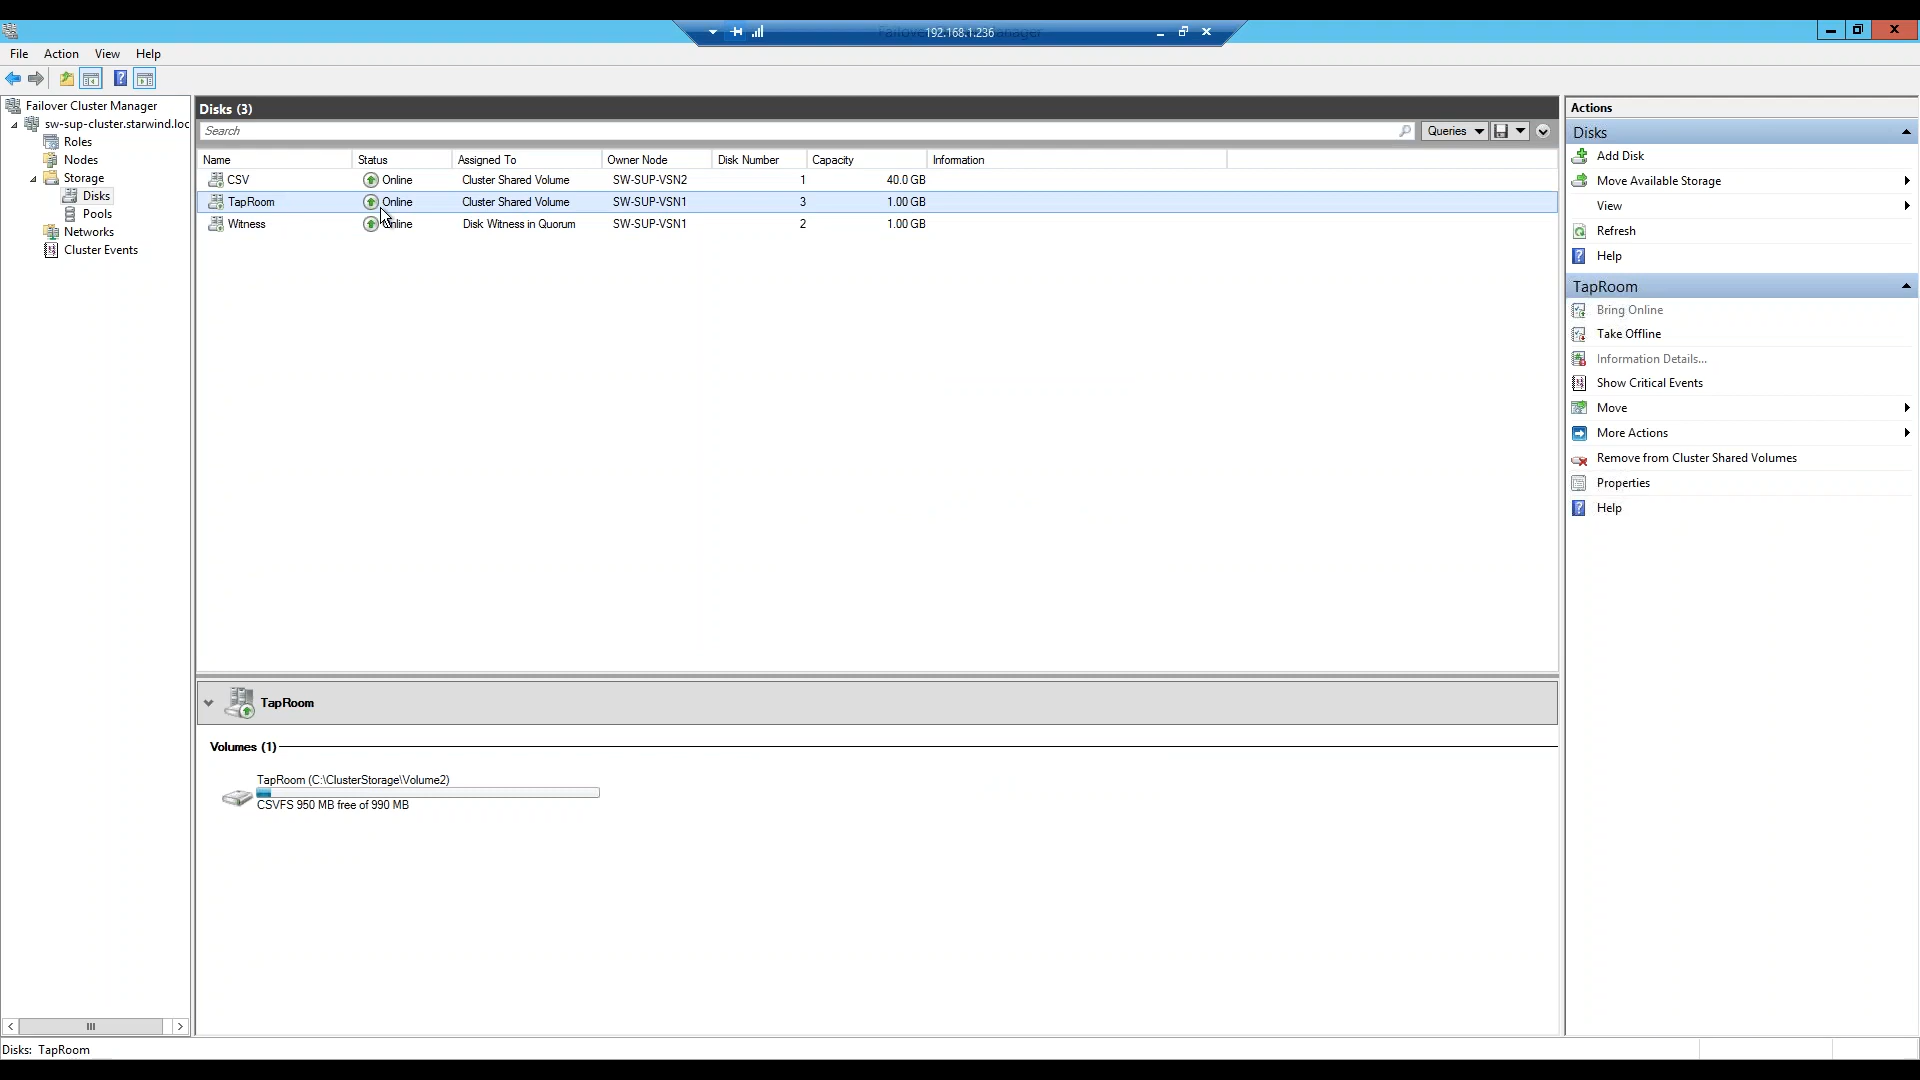 192.168.1.236
File Action View Help
Failover Cluster Manager
sw-sup-cluster.starwind.loc
Roles
Nodes
Storage
Disks
Pools
Networks
Cluster Events
Disks (3)
Search
Queries
Name Status Assigned To Owner Node Disk Number Capacity Information
CSV Online Cluster Shared Volume SW-SUP-VSN2 1 40.0 GB
TapRoom Online Cluster Shared Volume SW-SUP-VSN1 3 1.00 GB
Witness Online Disk Witness in Quorum SW-SUP-VSN1 2 1.00 GB
TapRoom
Volumes (1)
TapRoom (C:\ClusterStorage\Volume2)
CSVFS 950 MB free of 990 MB
Actions
Disks
Add Disk
Move Available Storage
View
Refresh
Help
TapRoom
Bring Online
Take Offline
Information Details...
Show Critical Events
Move
More Actions
Remove from Cluster Shared Volumes
Properties
Help
Disks: TapRoom